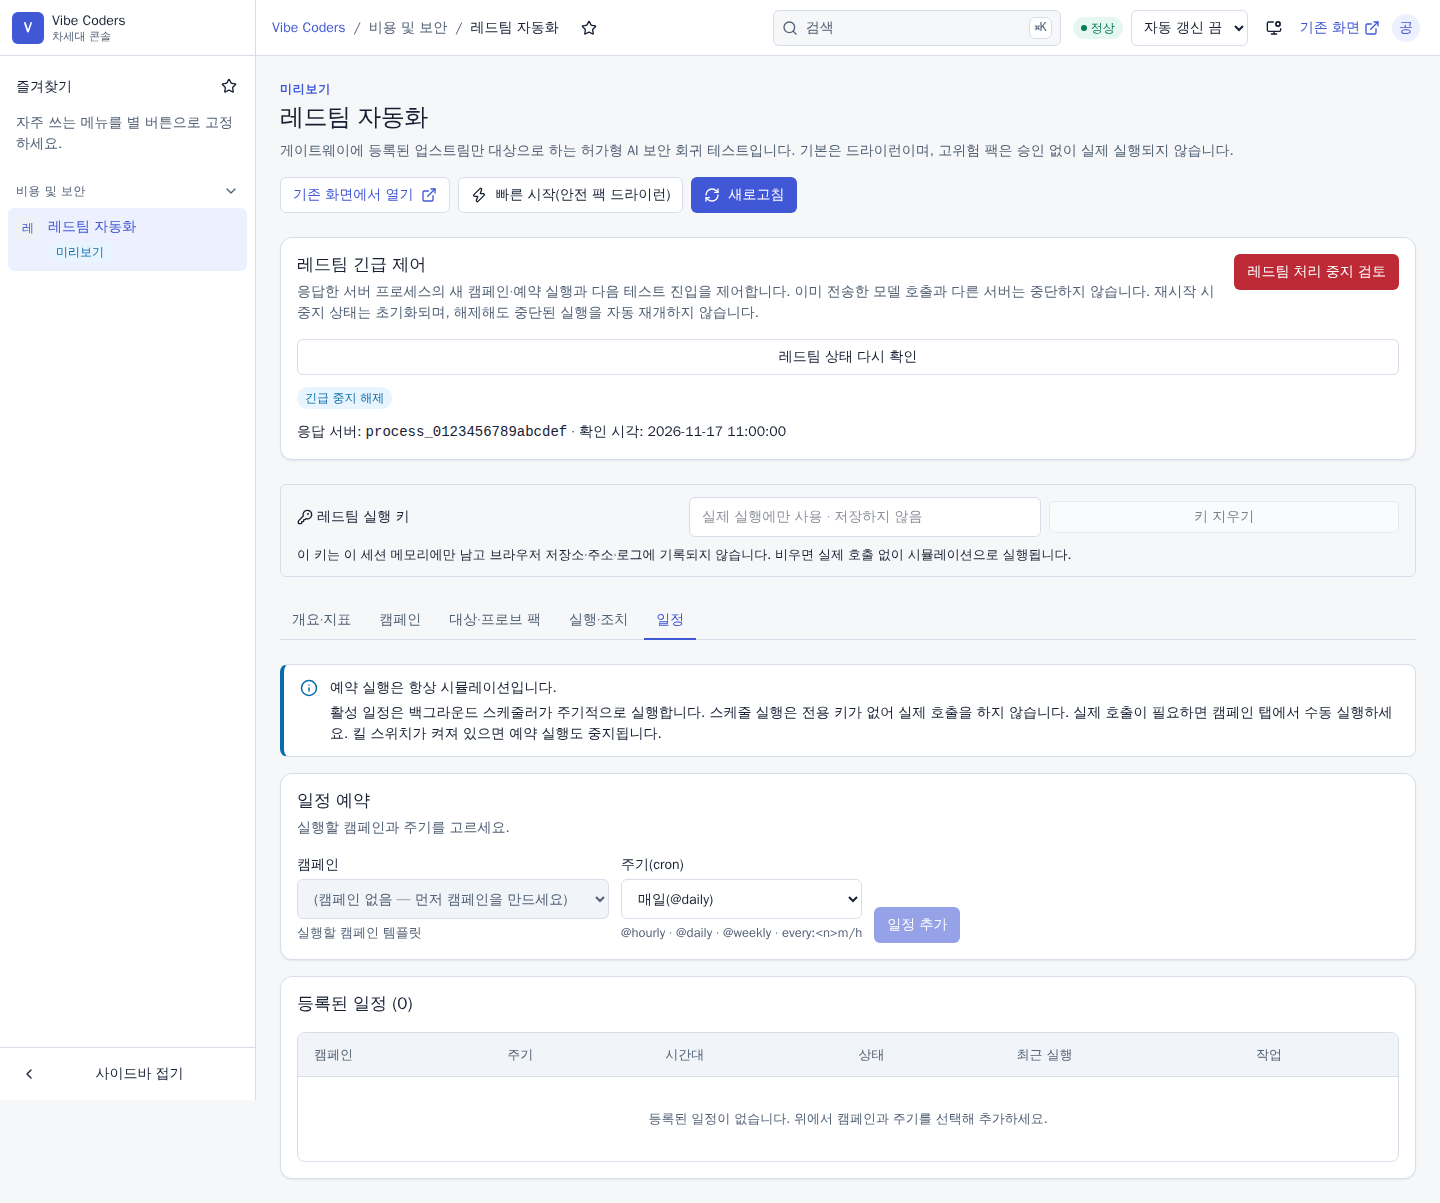 V
Vibe Coders
차세대 콘솔
Vibe Coders / 비용 및 보안 / 레드팀 자동화
검색
⌘K
정상
자동 갱신 끔
기존 화면
공
즐겨찾기
자주 쓰는 메뉴를 별 버튼으로 고정
하세요.
비용 및 보안
레 레드팀 자동화
미리보기
사이드바 접기
미리보기
레드팀 자동화
게이트웨이에 등록된 업스트림만 대상으로 하는 허가형 AI 보안 회귀 테스트입니다. 기본은 드라이런이며, 고위험 팩은 승인 없이 실제 실행되지 않습니다.
기존 화면에서 열기
빠른 시작(안전 팩 드라이런)
새로고침
레드팀 긴급 제어
응답한 서버 프로세스의 새 캠페인·예약 실행과 다음 테스트 진입을 제어합니다. 이미 전송한 모델 호출과 다른 서버는 중단하지 않습니다. 재시작 시
중지 상태는 초기화되며, 해제해도 중단된 실행을 자동 재개하지 않습니다.
레드팀 처리 중지 검토
레드팀 상태 다시 확인
긴급 중지 해제
응답 서버: process_0123456789abcdef · 확인 시각: 2026-11-17 11:00:00
레드팀 실행 키
실제 실행에만 사용 · 저장하지 않음
키 지우기
이 키는 이 세션 메모리에만 남고 브라우저 저장소·주소·로그에 기록되지 않습니다. 비우면 실제 호출 없이 시뮬레이션으로 실행됩니다.
개요·지표
캠페인
대상·프로브 팩
실행·조치
일정
예약 실행은 항상 시뮬레이션입니다.
활성 일정은 백그라운드 스케줄러가 주기적으로 실행합니다. 스케줄 실행은 전용 키가 없어 실제 호출을 하지 않습니다. 실제 호출이 필요하면 캠페인 탭에서 수동 실행하세
요. 킬 스위치가 켜져 있으면 예약 실행도 중지됩니다.
일정 예약
실행할 캠페인과 주기를 고르세요.
캠페인
(캠페인 없음 — 먼저 캠페인을 만드세요)
실행할 캠페인 템플릿
주기(cron)
매일(@daily)
@hourly · @daily · @weekly · every:<n>m/h
일정 추가
등록된 일정 (0)
캠페인 주기 시간대 상태 최근 실행 작업
등록된 일정이 없습니다. 위에서 캠페인과 주기를 선택해 추가하세요.